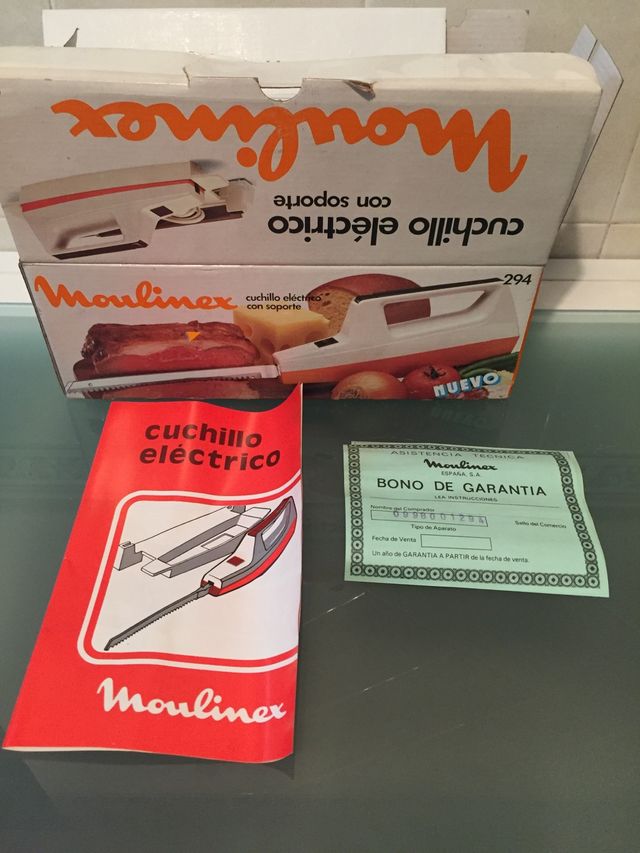 Moulinex
cuchillo eléctrico
con soporte
294
Moulinex
cuchillo eléctrico
con soporte
NUEVO
cuchillo
eléctrico
Moulinex
ASISTENCIA TECNICA
Moulinex
ESPAÑA, S.A.
BONO DE GARANTIA
LEA INSTRUCCIONES
Nombre del Comprador
0998001294
Tipo de Aparato
Sello del Comercio
Fecha de Venta
Un año de GARANTIA A PARTIR de la fecha de venta.